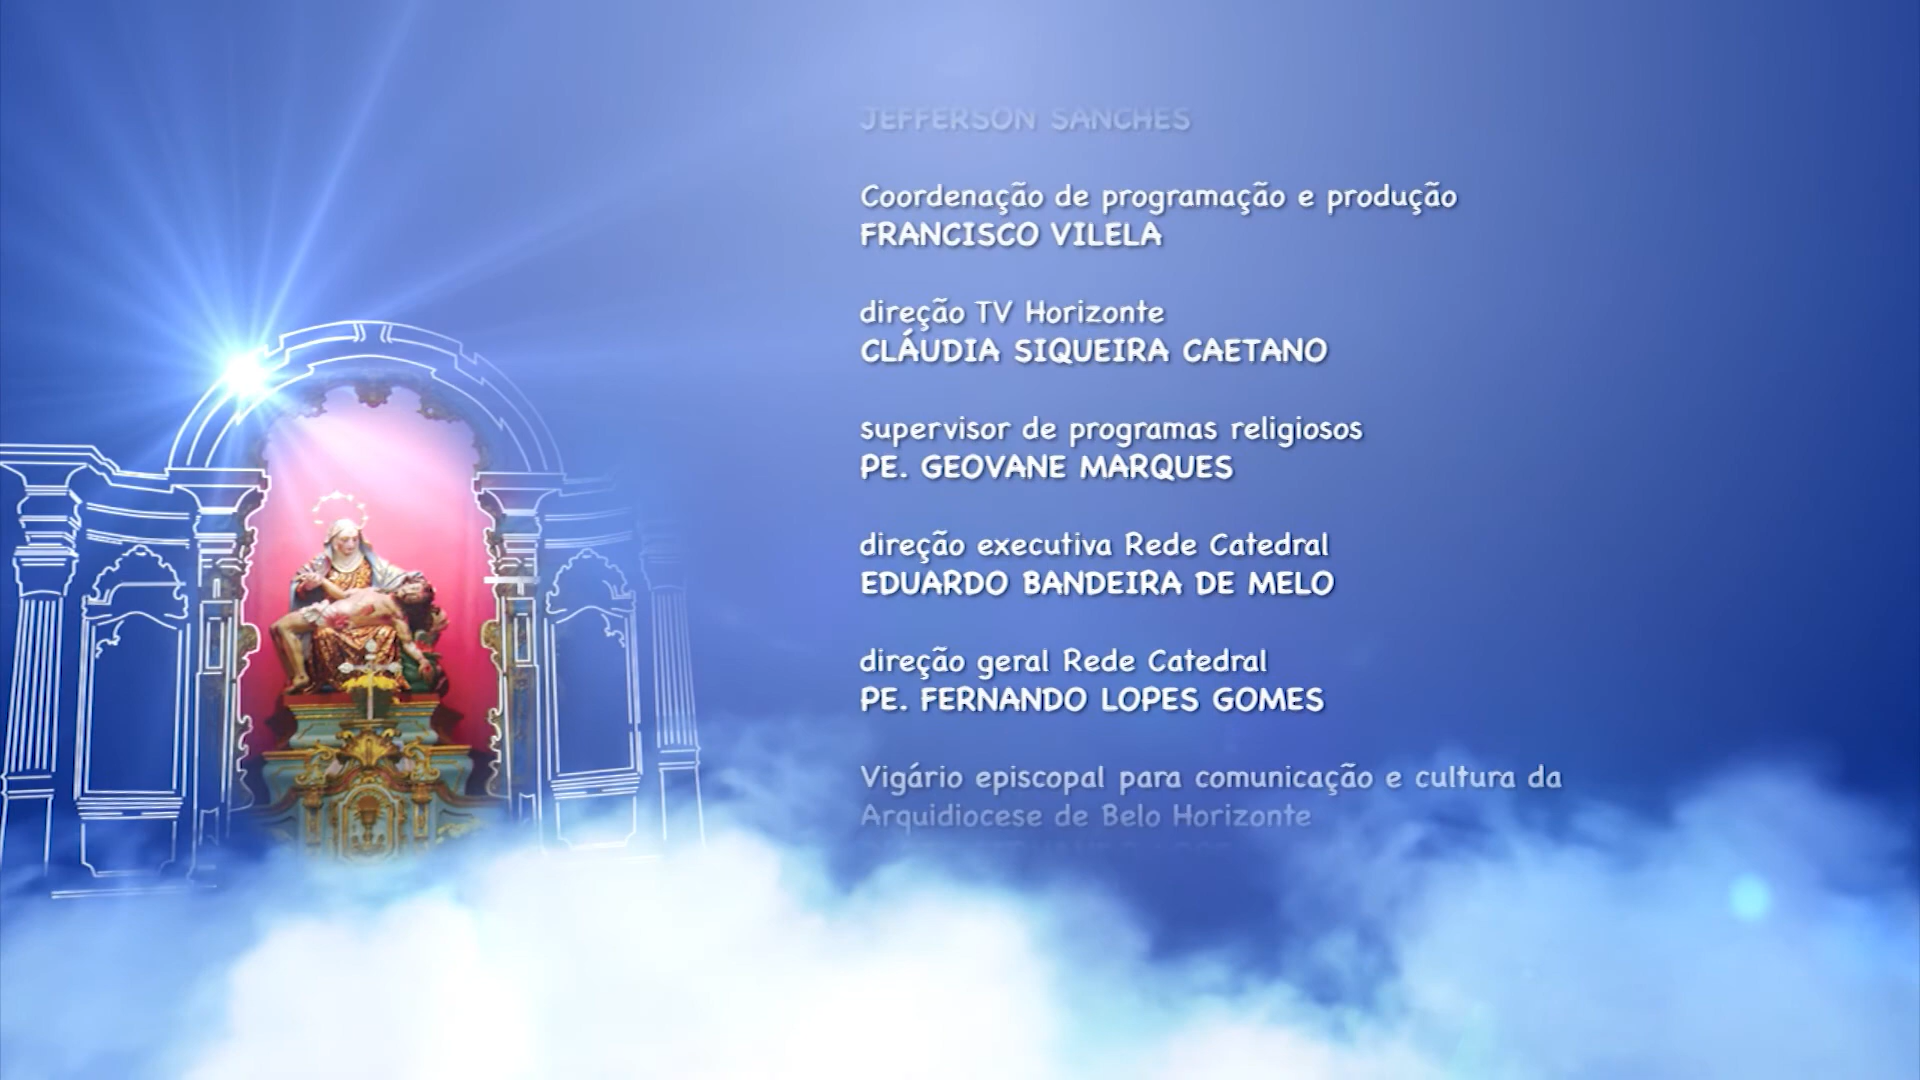 JEFFERSON SANCHES
Coordenação de programação e produção
FRANCISCO VILELA
direção TV Horizonte
CLÁUDIA SIQUEIRA CAETANO
supervisor de programas religiosos
PE. GEOVANE MARQUES
direção executiva Rede Catedral
EDUARDO BANDEIRA DE MELO
direção geral Rede Catedral
PE. FERNANDO LOPES GOMES
Vigário episcopal para comunicação e cultura da
Arquidiocese de Belo Horizonte